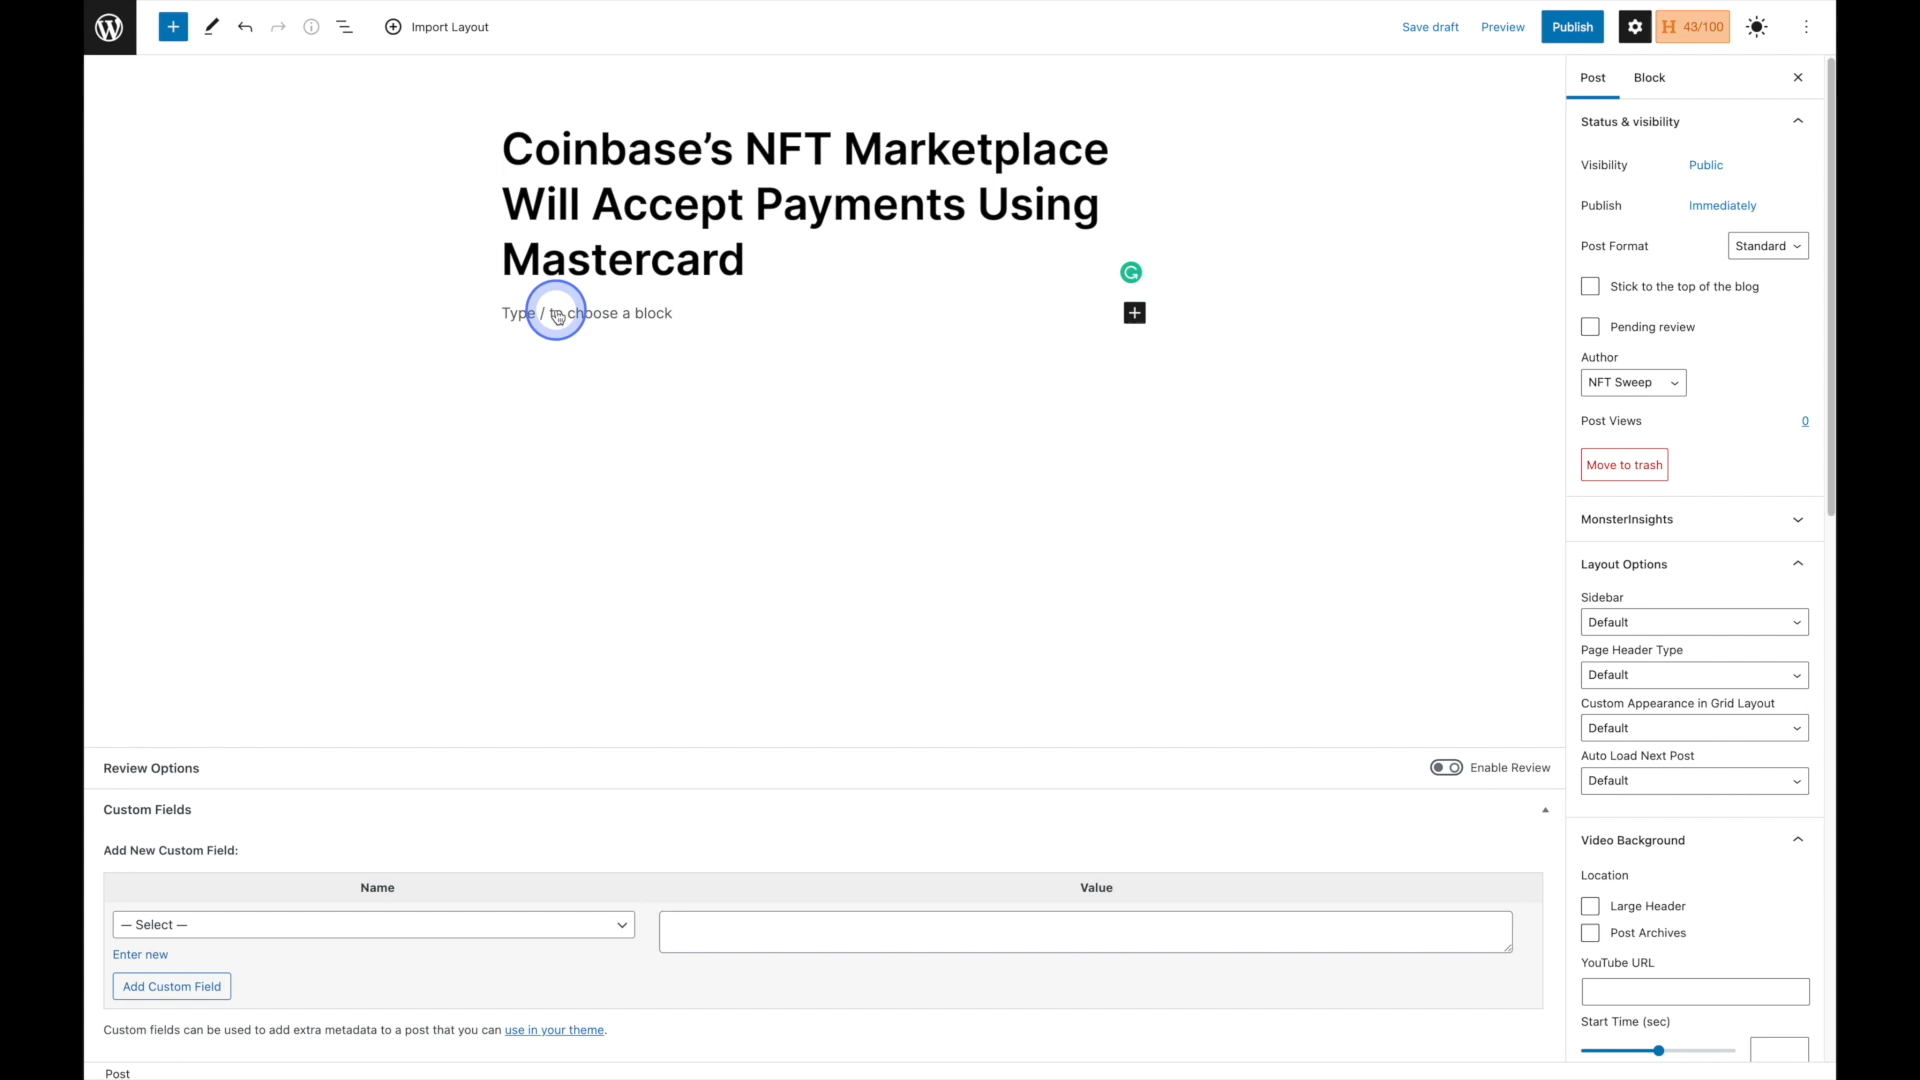 Import Layout
Save draft
Preview
Publish
H 43/100
Post
Block
Coinbase’s NFT Marketplace
Will Accept Payments Using
Mastercard
Type / to choose a block
Status & visibility
Visibility
Public
Publish
Immediately
Post Format
Standard
Stick to the top of the blog
Pending review
Author
NFT Sweep
Post Views
0
Move to trash
MonsterInsights
Layout Options
Sidebar
Default
Page Header Type
Default
Custom Appearance in Grid Layout
Default
Auto Load Next Post
Default
Video Background
Location
Large Header
Post Archives
YouTube URL
Start Time (sec)
Review Options
Enable Review
Custom Fields
Add New Custom Field:
Name
Value
— Select —
Enter new
Add Custom Field
Custom fields can be used to add extra metadata to a post that you can use in your theme.
Post